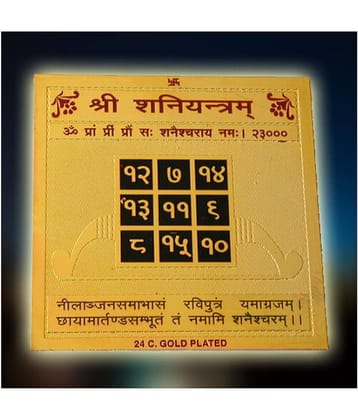 श्री शनियन्त्रम्
ॐ प्रां प्रीं प्रौं सः शनैश्चराय नमः। २३०००
१२ ७ १४
१३ ११ ९
८ १५ १०
नीलाञ्जनसमाभासं रविपुत्रं यमाग्रजम्।
छायामार्तण्डसम्भूतं तं नमामि शनैश्चरम्।।
24 C. GOLD PLATED